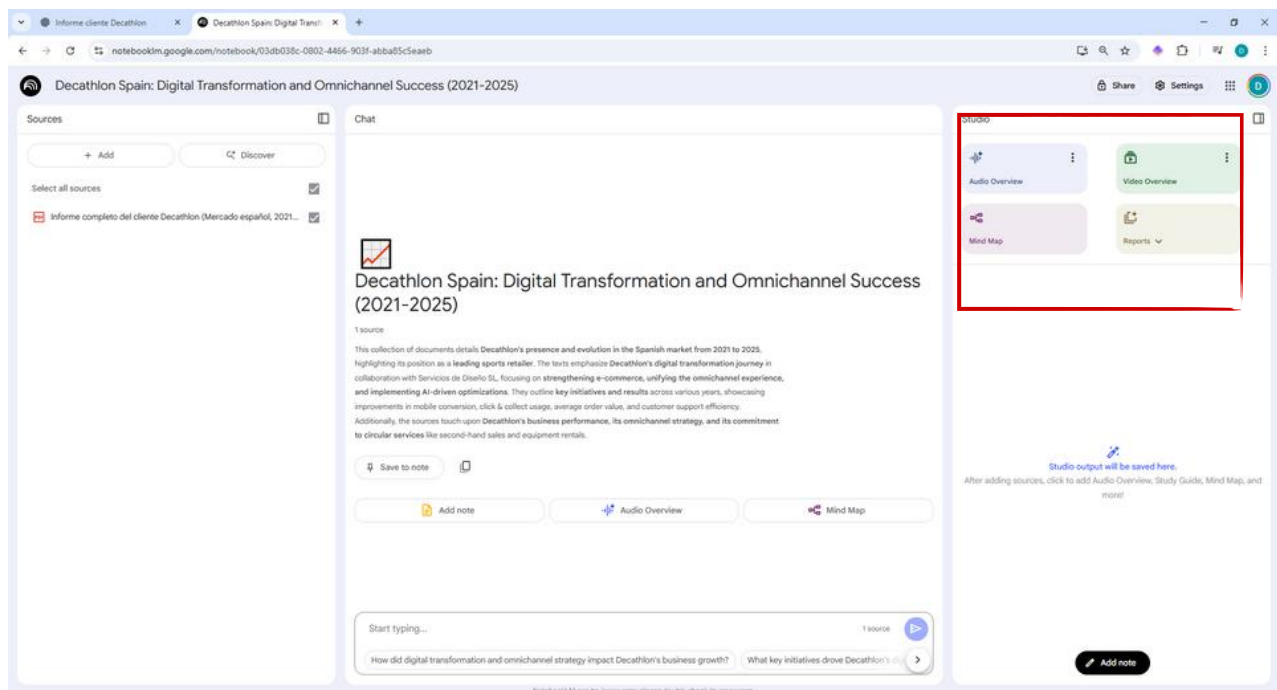 Informe cliente Decathlon
Decathlon Spain: Digital Transf
notebooklm.google.com/notebook/03db038c-0802-4466-903f-abba85c5eaeb
Decathlon Spain: Digital Transformation and Omnichannel Success (2021-2025)
Share
Settings
D
Sources
+ Add
Discover
Select all sources
Informe completo del cliente Decathlon (Mercado español, 2021...
Chat
Decathlon Spain: Digital Transformation and Omnichannel Success
(2021-2025)
1 source
This collection of documents details Decathlon's presence and evolution in the Spanish market from 2021 to 2025,
highlighting its position as a leading sports retailer. The texts emphasize Decathlon's digital transformation journey in
collaboration with Servicios de Diseño SL, focusing on strengthening e-commerce, unifying the omnichannel experience,
and implementing AI-driven optimizations. They outline key initiatives and results across various years, showcasing
improvements in mobile conversion, click & collect usage, average order value, and customer support efficiency.
Additionally, the sources touch upon Decathlon's business performance, its omnichannel strategy, and its commitment
to circular services like second-hand sales and equipment rentals.
Save to note
Add note
Audio Overview
Mind Map
Start typing...
1 source
How did digital transformation and omnichannel strategy impact Decathlon's business growth?
What key initiatives drove Decathlon's
Studio
Audio Overview
Video Overview
Mind Map
Reports
Studio output will be saved here.
After adding sources, click to add Audio Overview, Study Guide, Mind Map, and
more!
Add note